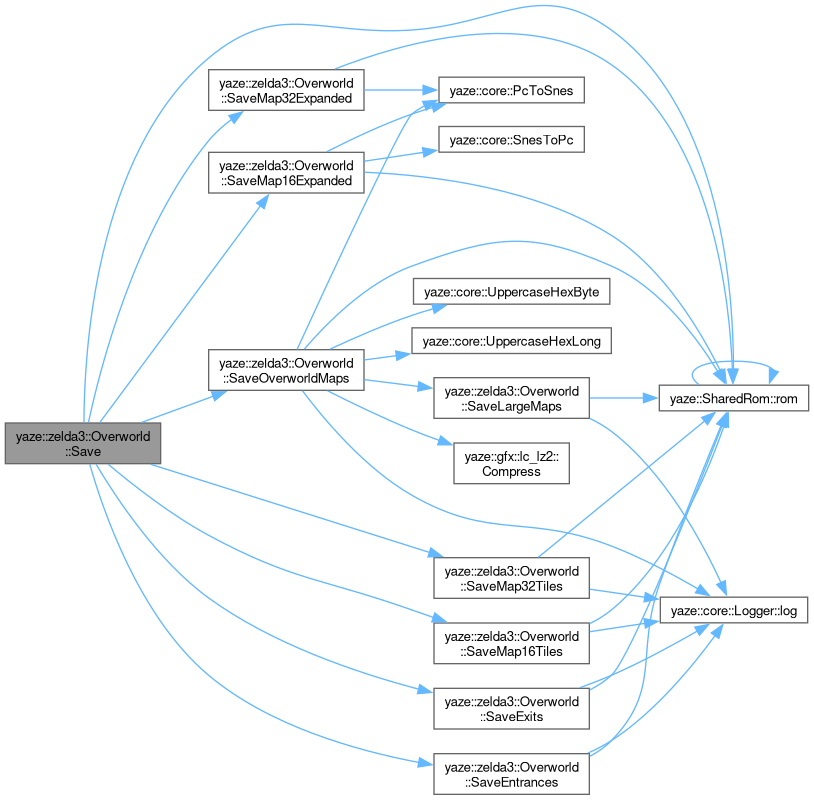 yaze::zelda3::Overworld
::SaveMap32Expanded
yaze::core::PcToSnes
yaze::core::SnesToPc
yaze::zelda3::Overworld
::SaveMap16Expanded
yaze::core::UppercaseHexByte
yaze::core::UppercaseHexLong
yaze::zelda3::Overworld
::SaveOverworldMaps
yaze::zelda3::Overworld
::SaveLargeMaps
yaze::SharedRom::rom
yaze::zelda3::Overworld
::Save
yaze::gfx::lc_lz2::
Compress
yaze::zelda3::Overworld
::SaveMap32Tiles
yaze::core::Logger::log
yaze::zelda3::Overworld
::SaveMap16Tiles
yaze::zelda3::Overworld
::SaveExits
yaze::zelda3::Overworld
::SaveEntrances